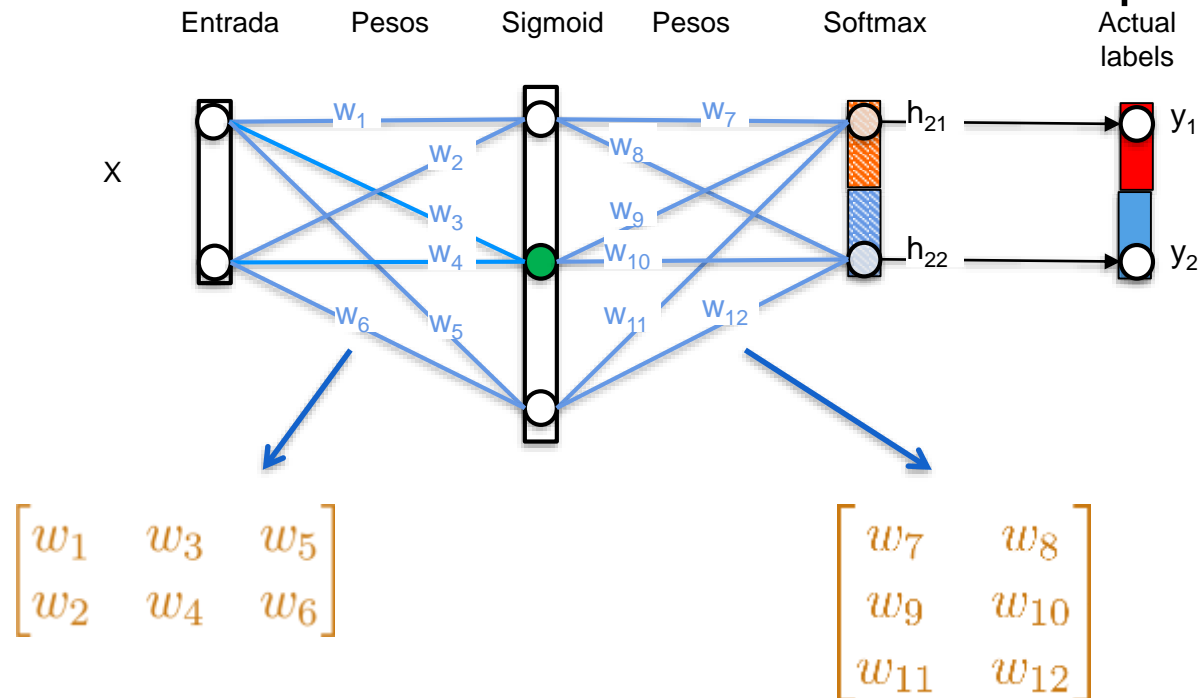 Entrada Pesos Sigmoid Pesos Softmax Actual
labels
X
w1
w2
w3
w4
w6
w5
w7
w8
w9
w10
w11
w12
h21
h22
y1
y2
w1 w3 w5
w2 w4 w6
w7 w8
w9 w10
w11 w12